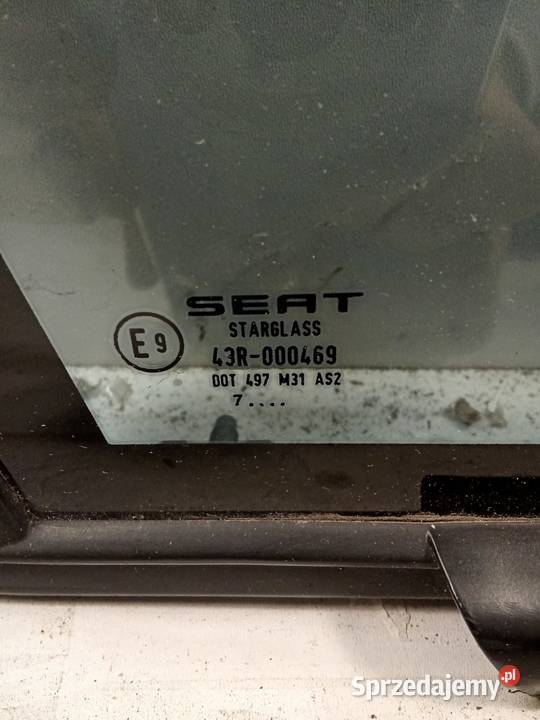 SEAT
STARGLASS
E9
43R-000469
DOT 497 M31 AS2
7....
Sprzedajemy.pl